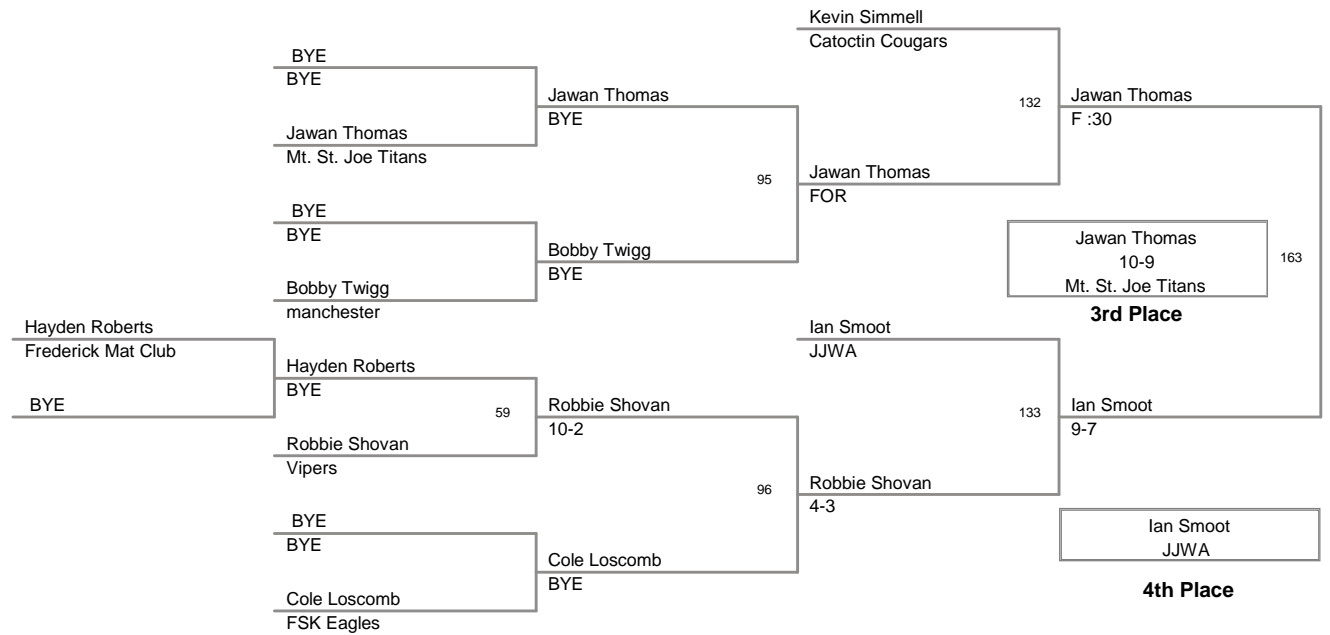 Kevin Simmell
Catoctin Cougars
BYE
BYE
Jawan Thomas
BYE
132
Jawan Thomas
F :30
Jawan Thomas
Mt. St. Joe Titans
95
Jawan Thomas
FOR
BYE
BYE
Bobby Twigg
BYE
Jawan Thomas
10-9
Mt. St. Joe Titans
163
3rd Place
Bobby Twigg
manchester
Hayden Roberts
Frederick Mat Club
Ian Smoot
JJWA
Hayden Roberts
BYE
BYE
59
Robbie Shovan
10-2
133
Ian Smoot
9-7
Robbie Shovan
Vipers
96
Robbie Shovan
4-3
BYE
BYE
Ian Smoot
JJWA
Cole Loscomb
BYE
4th Place
Cole Loscomb
FSK Eagles